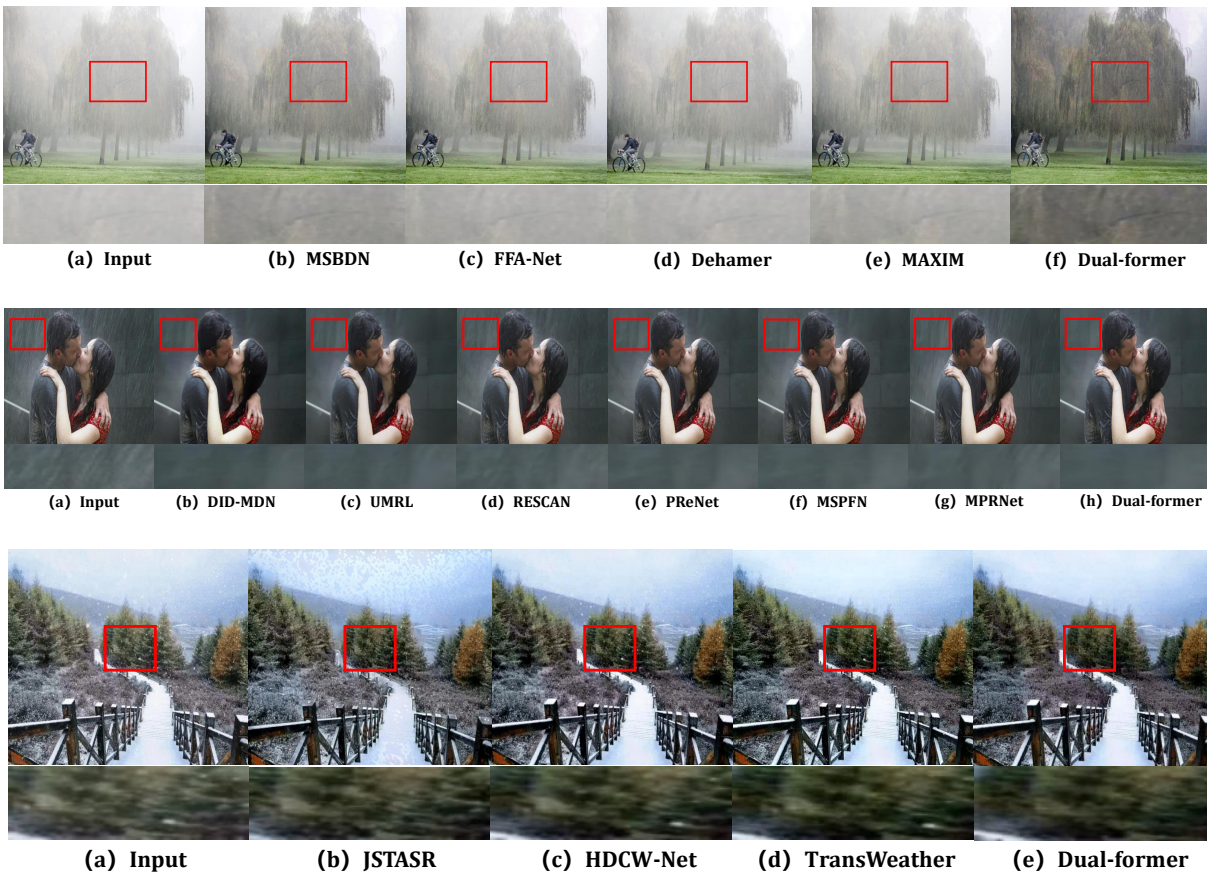 (a) Input (b) MSBDN (c) FFA-Net (d) Dehamer (e) MAXIM (f) Dual-former
(a) Input (b) DID-MDN (c) UMRL (d) RESCAN (e) PReNet (f) MSPFN (g) MPRNet (h) Dual-former
(a) Input (b) JSTASR (c) HDCW-Net (d) TransWeather (e) Dual-former